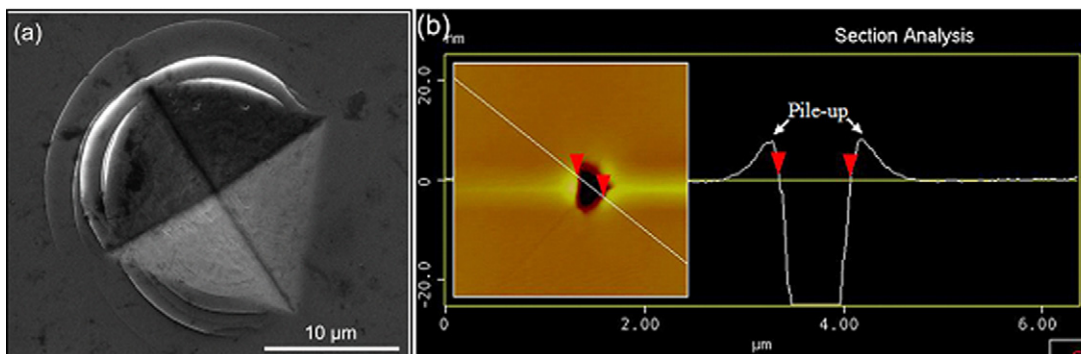 (a)
10 µm
(b)
nm
Section Analysis
20.0
Pile-up
0
-20.0
0
2.00
4.00
6.00
µm